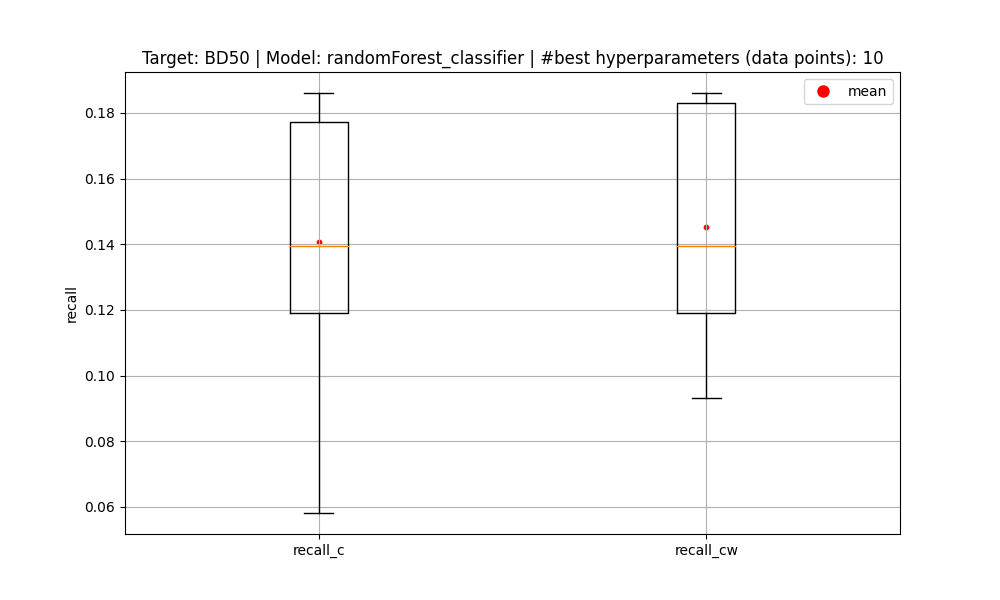 Target: BD50 | Model: randomForest_classifier | #best hyperparameters (data points): 10
mean
0.18
0.16
0.14
0.12
0.10
0.08
0.06
recall
recall_c
recall_cw